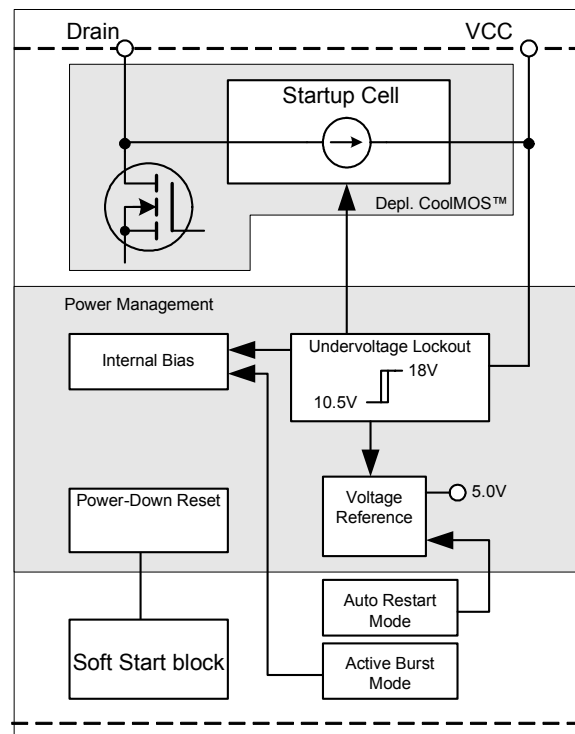 Drain
VCC
Startup Cell
Depl. CoolMOS™
Power Management
Internal Bias
Undervoltage Lockout
18V
10.5V
Power-Down Reset
Voltage
Reference
5.0V
Auto Restart
Mode
Soft Start block
Active Burst
Mode